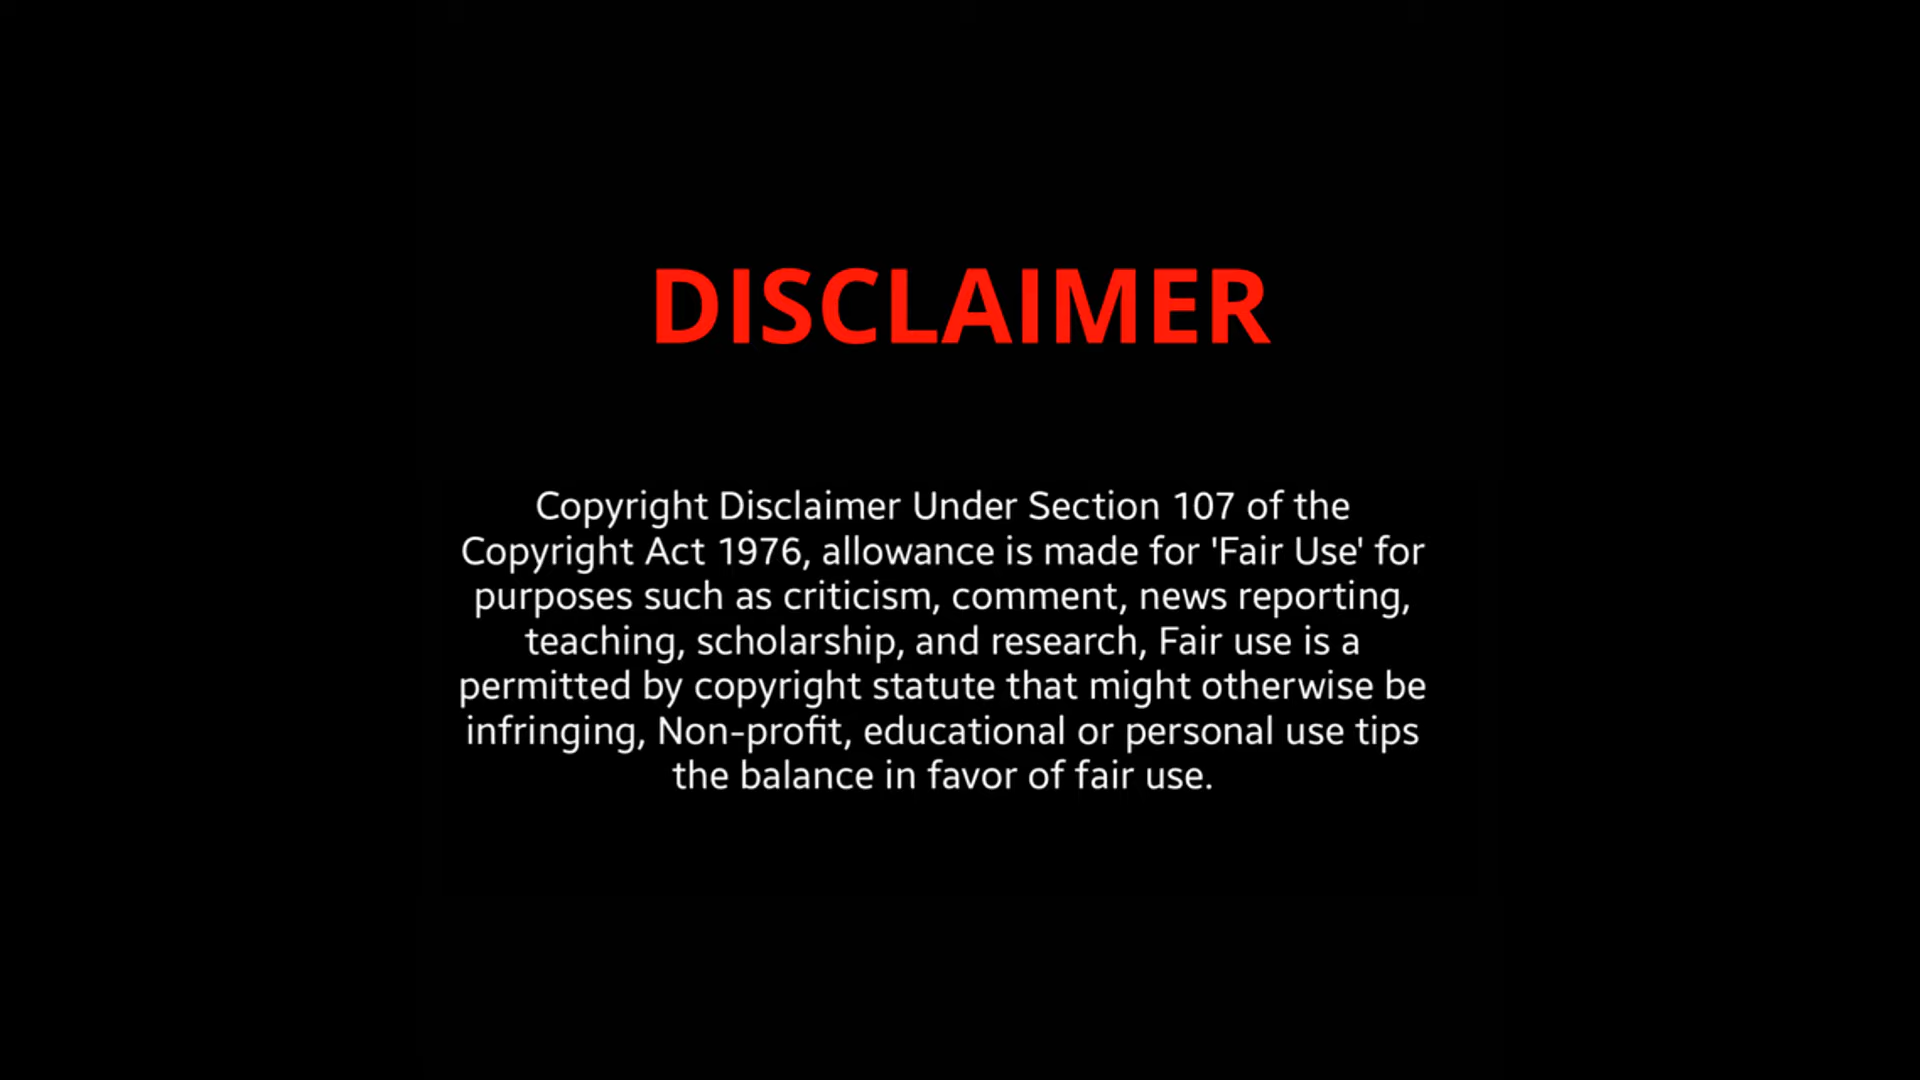 DISCLAIMER
Copyright Disclaimer Under Section 107 of the
Copyright Act 1976, allowance is made for 'Fair Use' for
purposes such as criticism, comment, news reporting,
teaching, scholarship, and research, Fair use is a
permitted by copyright statute that might otherwise be
infringing, Non-profit, educational or personal use tips
the balance in favor of fair use.